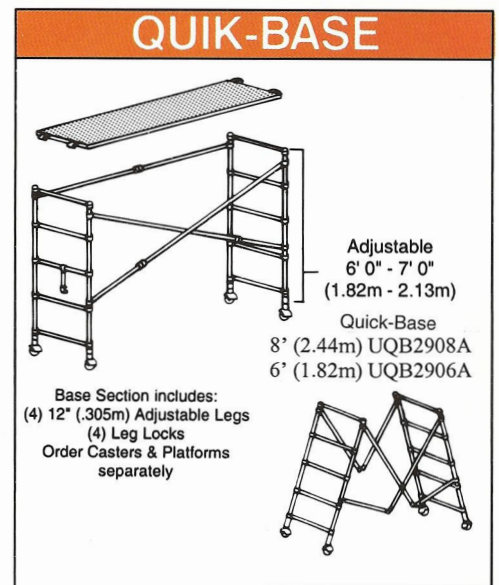 QUIK-BASE
Adjustable
6' 0" - 7' 0"
(1.82m - 2.13m)
Quick-Base
8’ (2.44m) UQB2908A
6’ (1.82m) UQB2906A
Base Section includes:
(4) 12" (.305m) Adjustable Legs
(4) Leg Locks
Order Casters & Platforms
separately